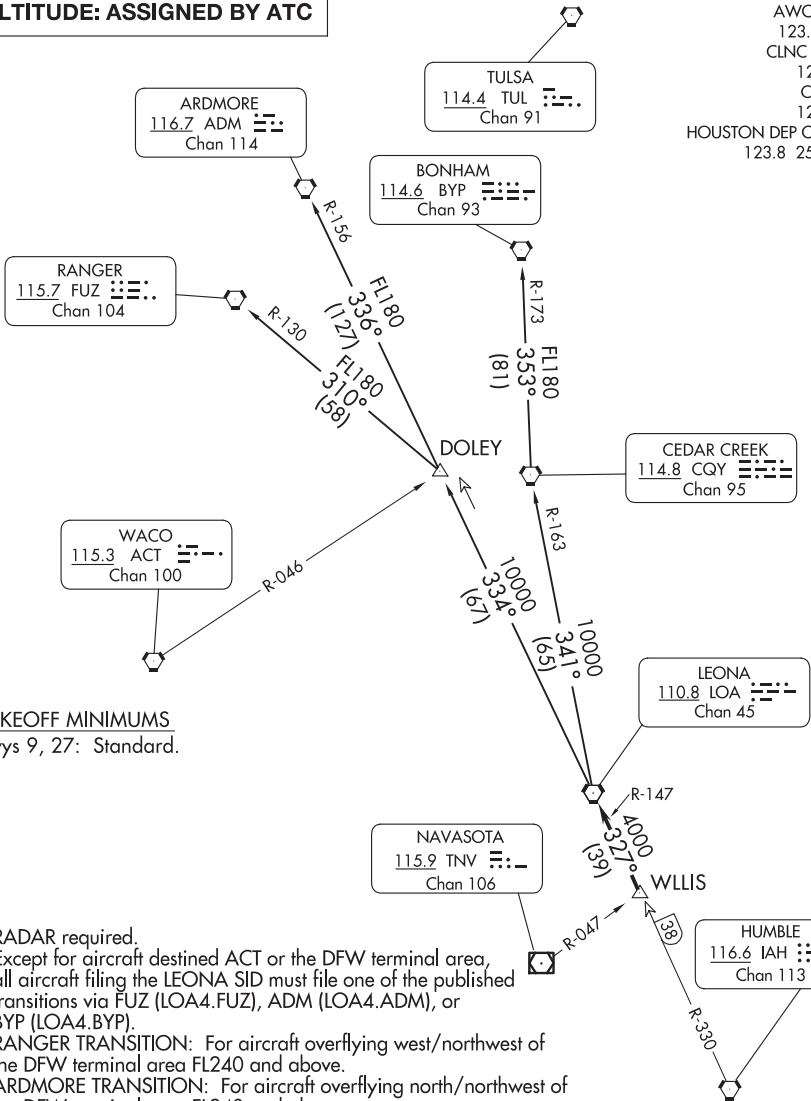 LTITUDE: ASSIGNED BY ATC
AWO
123.
CLNC
12
C
12
HOUSTON DEP C
123.8 25
TULSA
114.4 TUL
Chan 91
ARDMORE
116.7 ADM
Chan 114
BONHAM
114.6 BYP
Chan 93
RANGER
115.7 FUZ
Chan 104
R-156
R-130
R-173
FL180
336°
(127)
FL180
310°
(58)
FL180
353°
(81)
DOLEY
CEDAR CREEK
114.8 CQY
Chan 95
WACO
115.3 ACT
Chan 100
R-046
R-163
10000
334°
(67)
10000
341°
(65)
LEONA
110.8 LOA
Chan 45
KEOFF MINIMUMS
ys 9, 27: Standard.
R-147
4000
327°
(39)
NAVASOTA
115.9 TNV
Chan 106
WLLIS
R-047
38
HUMBLE
116.6 IAH
Chan 113
R-330
RADAR required.
Except for aircraft destined ACT or the DFW terminal area,
all aircraft filing the LEONA SID must file one of the published
transitions via FUZ (LOA4.FUZ), ADM (LOA4.ADM), or
BYP (LOA4.BYP).
RANGER TRANSITION: For aircraft overflying west/northwest of
he DFW terminal area FL240 and above.
ARDMORE TRANSITION: For aircraft overflying north/northwest of